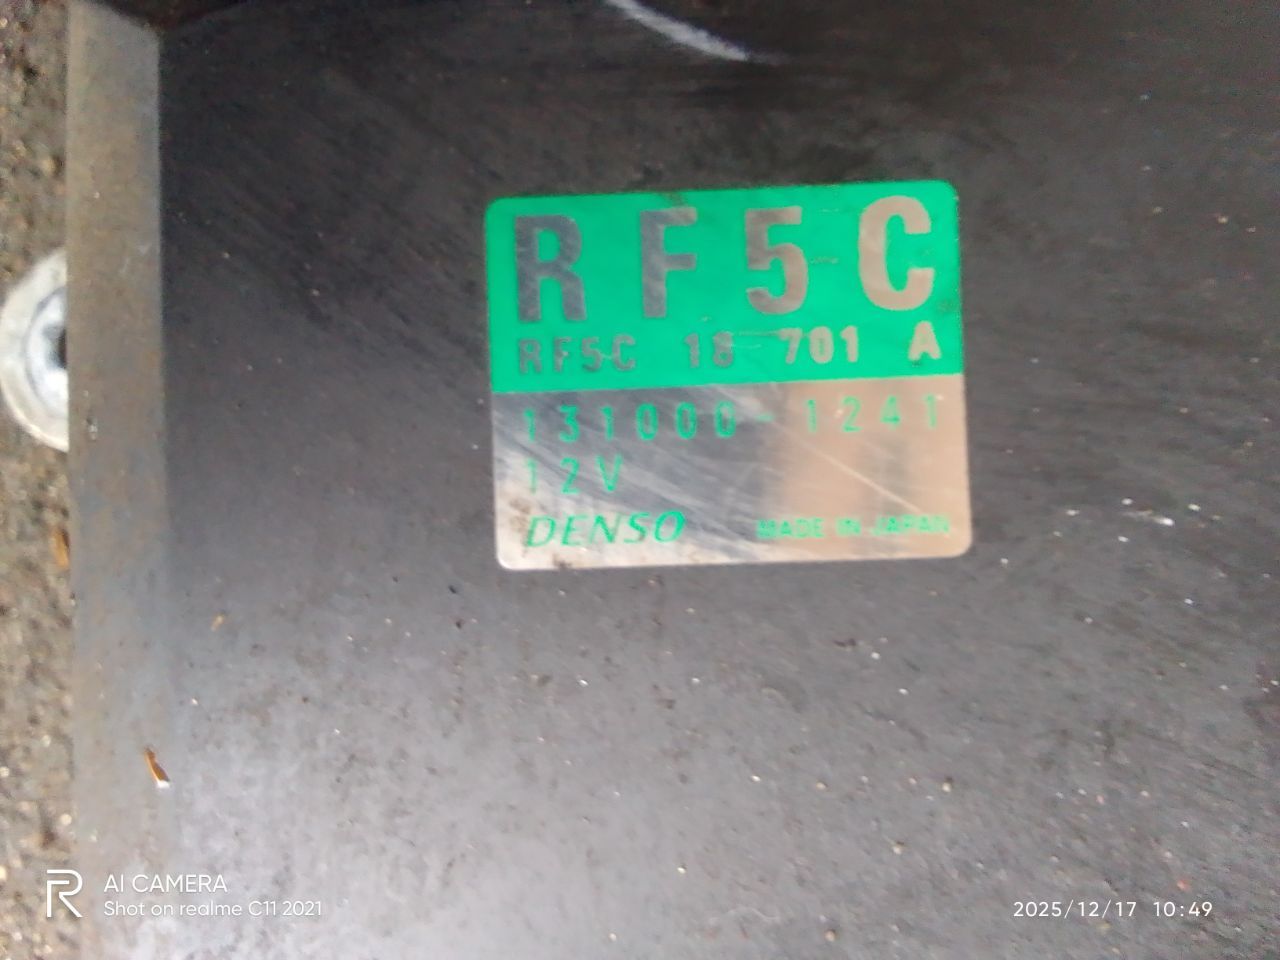 RF5C
RF5C 18 701 A
131000-1241
12V
DENSO MADE IN JAPAN
AI CAMERA
Shot on realme C11 2021
2025/12/17 10:49